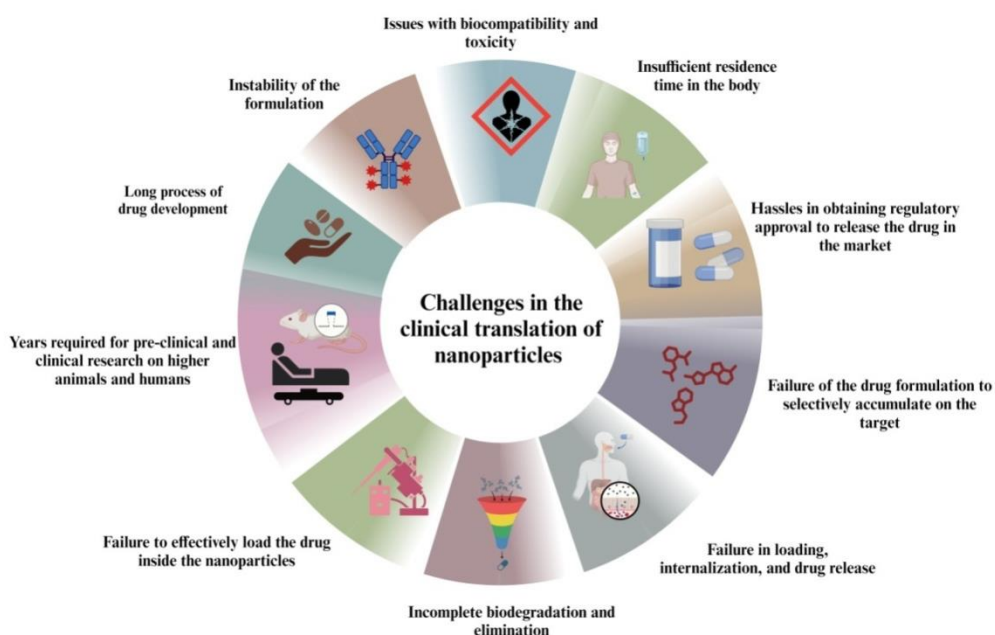 Issues with biocompatibility and
toxicity
Insufficient residence
time in the body
Hassles in obtaining regulatory
approval to release the drug in
the market
Failure of the drug formulation to
selectively accumulate on the
target
Failure in loading,
internalization, and drug release
Incomplete biodegradation and
elimination
Failure to effectively load the drug
inside the nanoparticles
Years required for pre-clinical and
clinical research on higher
animals and humans
Long process of
drug development
Instability of the
formulation
Challenges in the
clinical translation of
nanoparticles